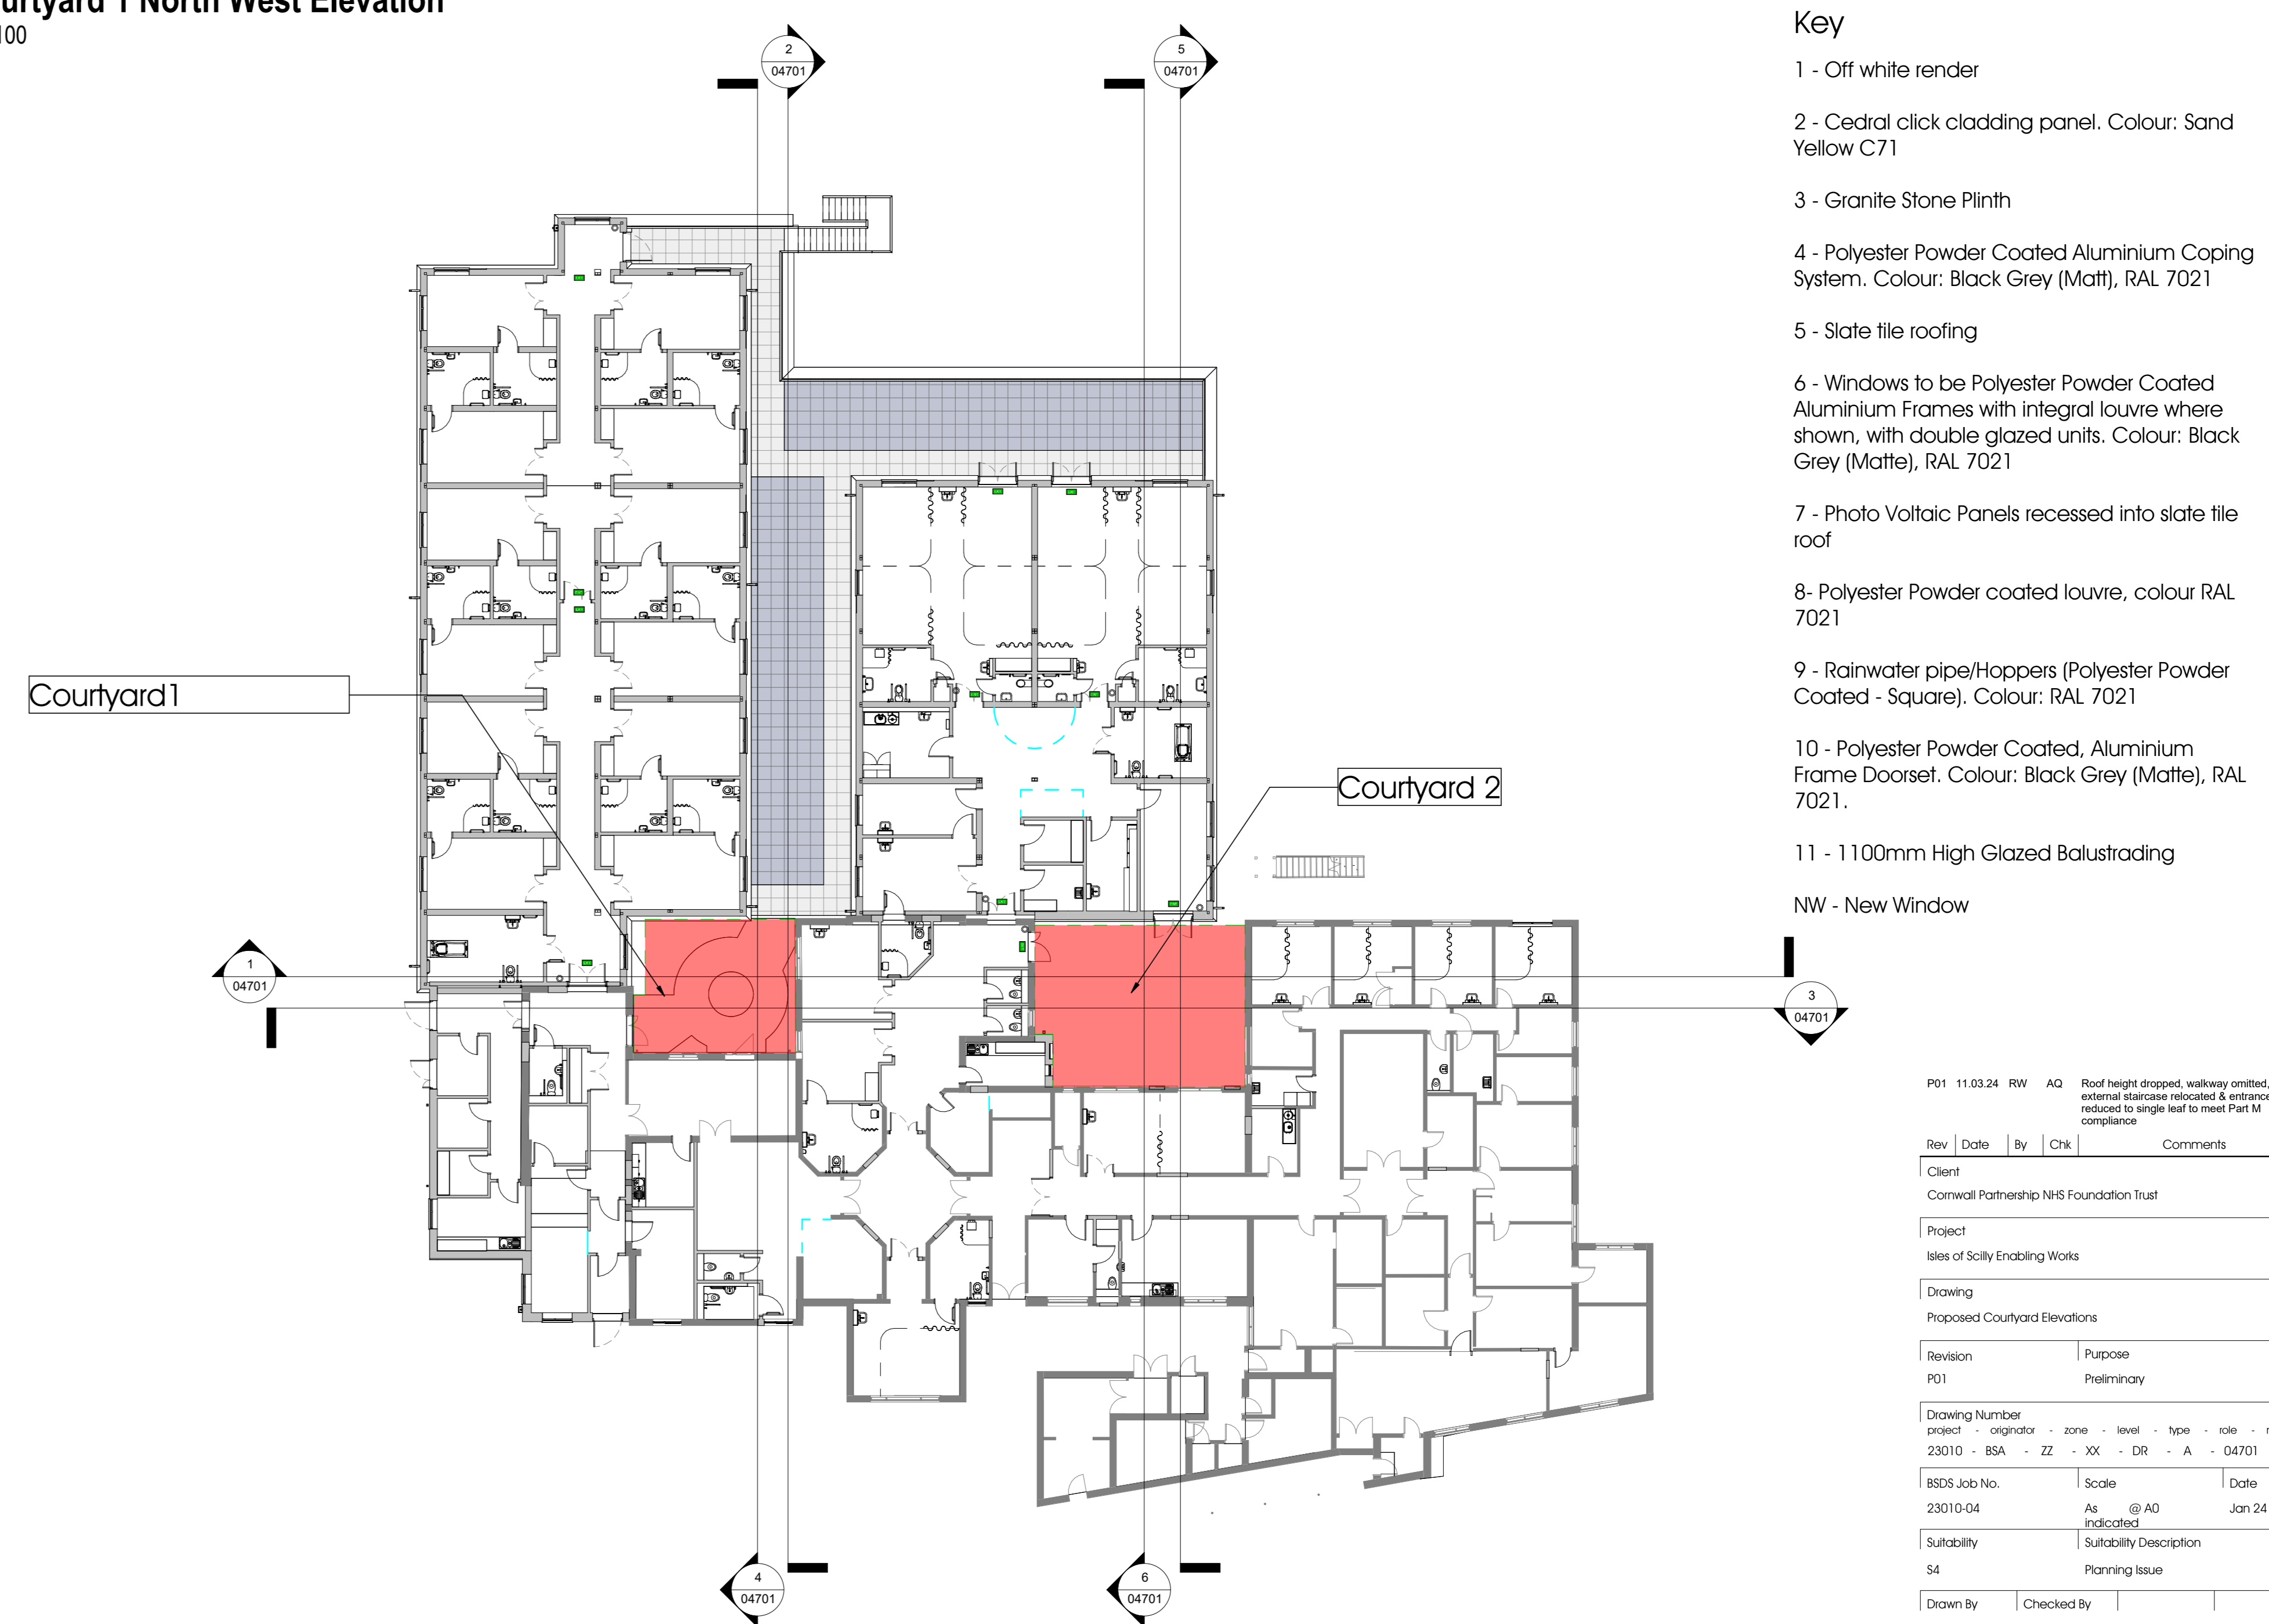 urtyard 1 North West Elevation
100
2
04701
5
04701
Courtyard1
Courtyard 2
1
04701
3
04701
4
04701
6
04701
Key
1 - Off white render
2 - Cedral click cladding panel. Colour: Sand
Yellow C71
3 - Granite Stone Plinth
4 - Polyester Powder Coated Aluminium Coping
System. Colour: Black Grey (Matt), RAL 7021
5 - Slate tile roofing
6 - Windows to be Polyester Powder Coated
Aluminium Frames with integral louvre where
shown, with double glazed units. Colour: Black
Grey (Matte), RAL 7021
7 - Photo Voltaic Panels recessed into slate tile
roof
8- Polyester Powder coated louvre, colour RAL
7021
9 - Rainwater pipe/Hoppers (Polyester Powder
Coated - Square). Colour: RAL 7021
10 - Polyester Powder Coated, Aluminium
Frame Doorset. Colour: Black Grey (Matte), RAL
7021.
11 - 1100mm High Glazed Balustrading
NW - New Window
P01 11.03.24 RW AQ Roof height dropped, walkway omitted,
external staircase relocated & entrance
reduced to single leaf to meet Part M
compliance
Rev Date By Chk Comments
Client
Cornwall Partnership NHS Foundation Trust
Project
Isles of Scilly Enabling Works
Drawing
Proposed Courtyard Elevations
Revision Purpose
P01 Preliminary
Drawing Number
project - originator - zone - level - type - role - 
23010 - BSA - ZZ - XX - DR - A - 04701
BSDS Job No. Scale Date
23010-04 As @ A0 Jan 24
indicated
Suitability Suitability Description
S4 Planning Issue
Drawn By Checked By